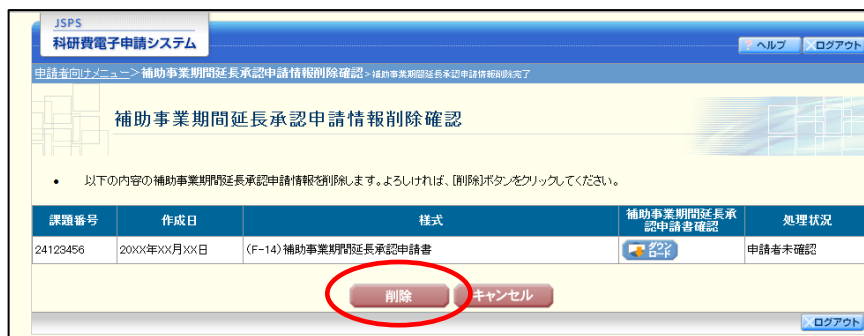 JSPS
科研費電子申請システム
? ヘルプ ×ログアウト
申請者向けメニュー>補助事業期間延長承認申請情報削除確認>補助事業期間延長承認申請情報削除完了
補助事業期間延長承認申請情報削除確認
• 以下の内容の補助事業期間延長承認申請情報を削除します。よろしければ、[削除]ボタンをクリックしてください。
課題番号 作成日 様式 補助事業期間延長承 処理状況
認申請書確認
24123456 20XX年XX月XX日 (F-14)補助事業期間延長承認申請書 ダウン 申請者未確認
ロード
削除 キャンセル
×ログアウト